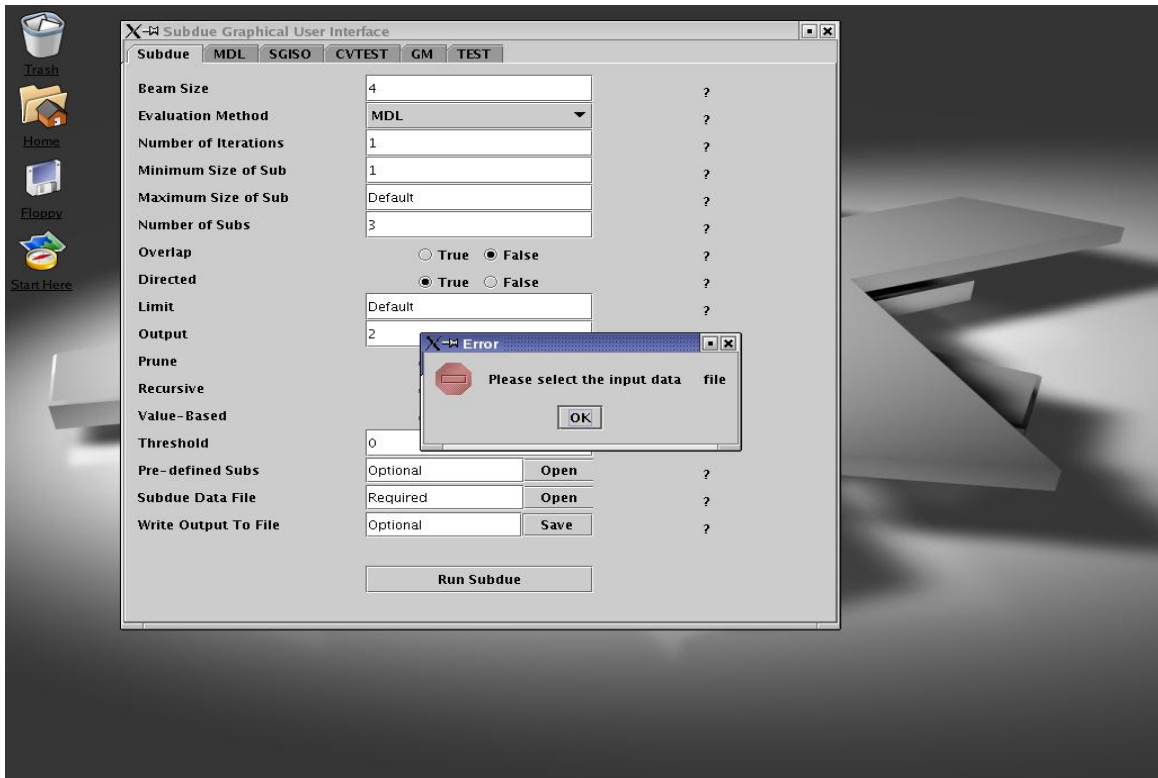 Trash
Home
Floppy
Start Here
Subdue Graphical User Interface
Subdue MDL SGISO CVTEST GM TEST
Beam Size 4 ?
Evaluation Method MDL ?
Number of Iterations 1 ?
Minimum Size of Sub 1 ?
Maximum Size of Sub Default ?
Number of Subs 3 ?
Overlap True False ?
Directed True False ?
Limit Default ?
Output 2
Prune
Recursive
Value-Based
Threshold 0
Error
Please select the input data file
OK
Pre-defined Subs Optional Open ?
Subdue Data File Required Open ?
Write Output To File Optional Save ?
Run Subdue